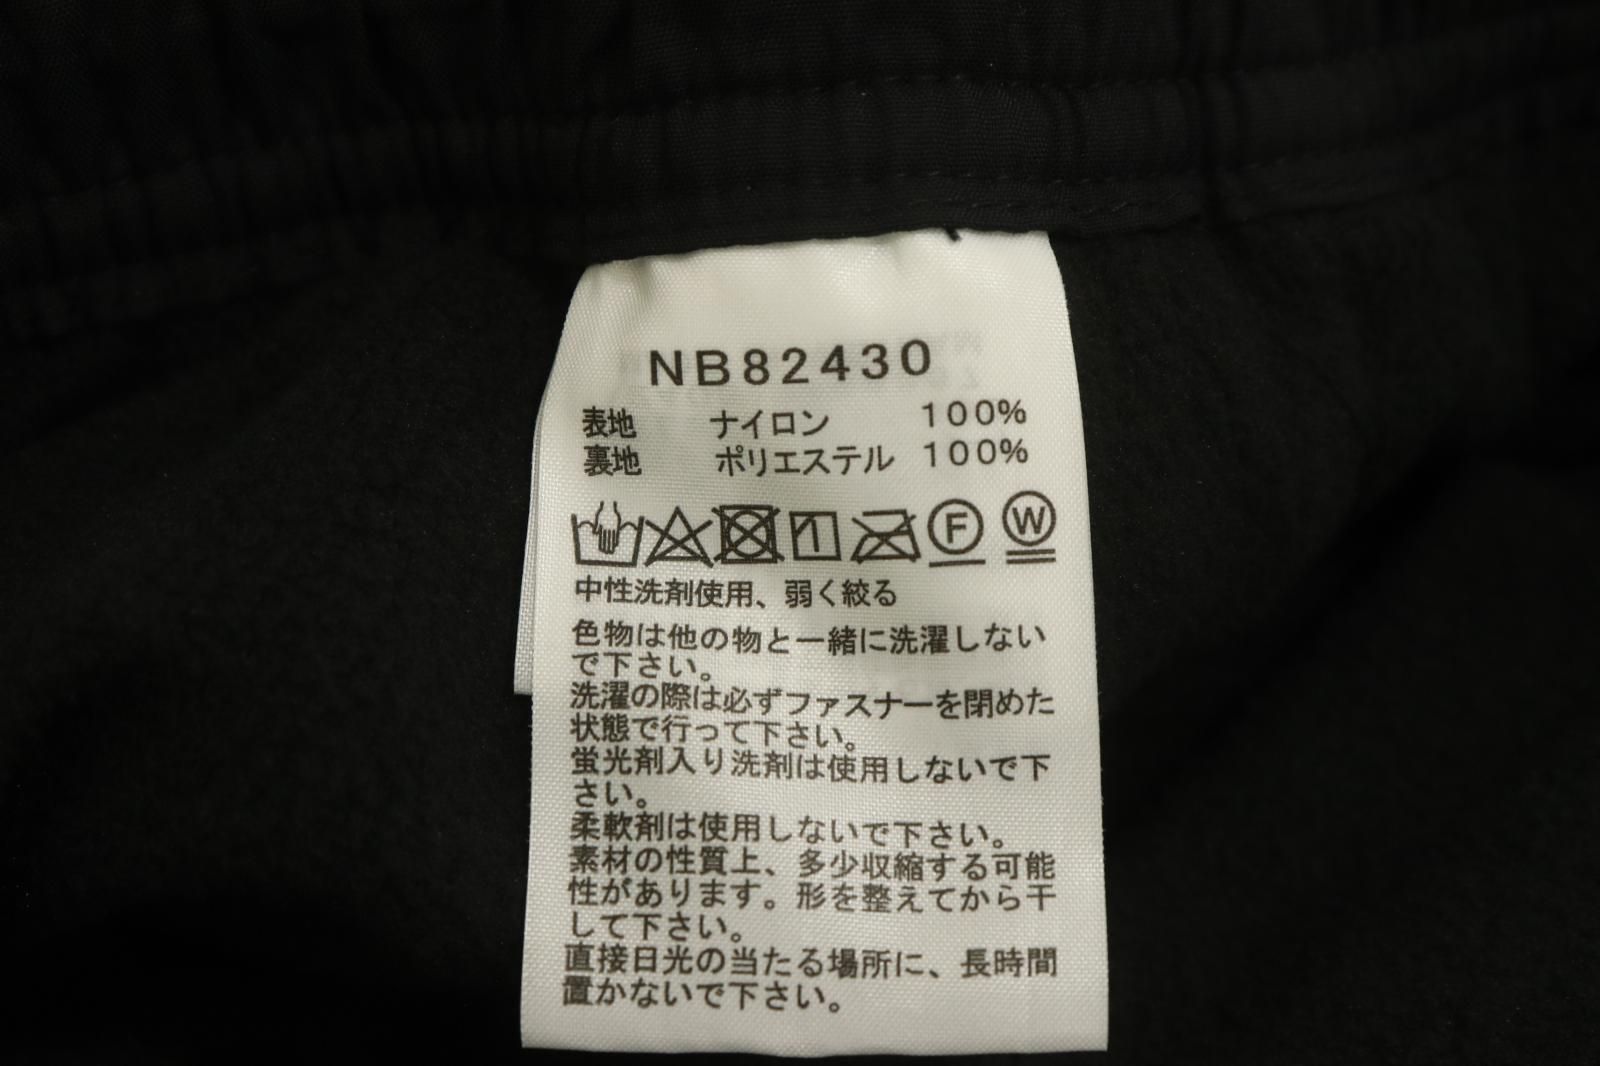 NB82430
表地 ナイロン 100%
裏地 ポリエステル 100%
F W
中性洗剤使用、弱く絞る
色物は他の物と一緒に洗濯しない
で下さい。
洗濯の際は必ずファスナーを閉めた
状態で行って下さい。
蛍光剤入り洗剤は使用しないで下
さい。
柔軟剤は使用しないで下さい。
素材の性質上、多少収縮する可能
性があります。形を整えてから干
して下さい。
直接日光の当たる場所に、長時間
置かないで下さい。